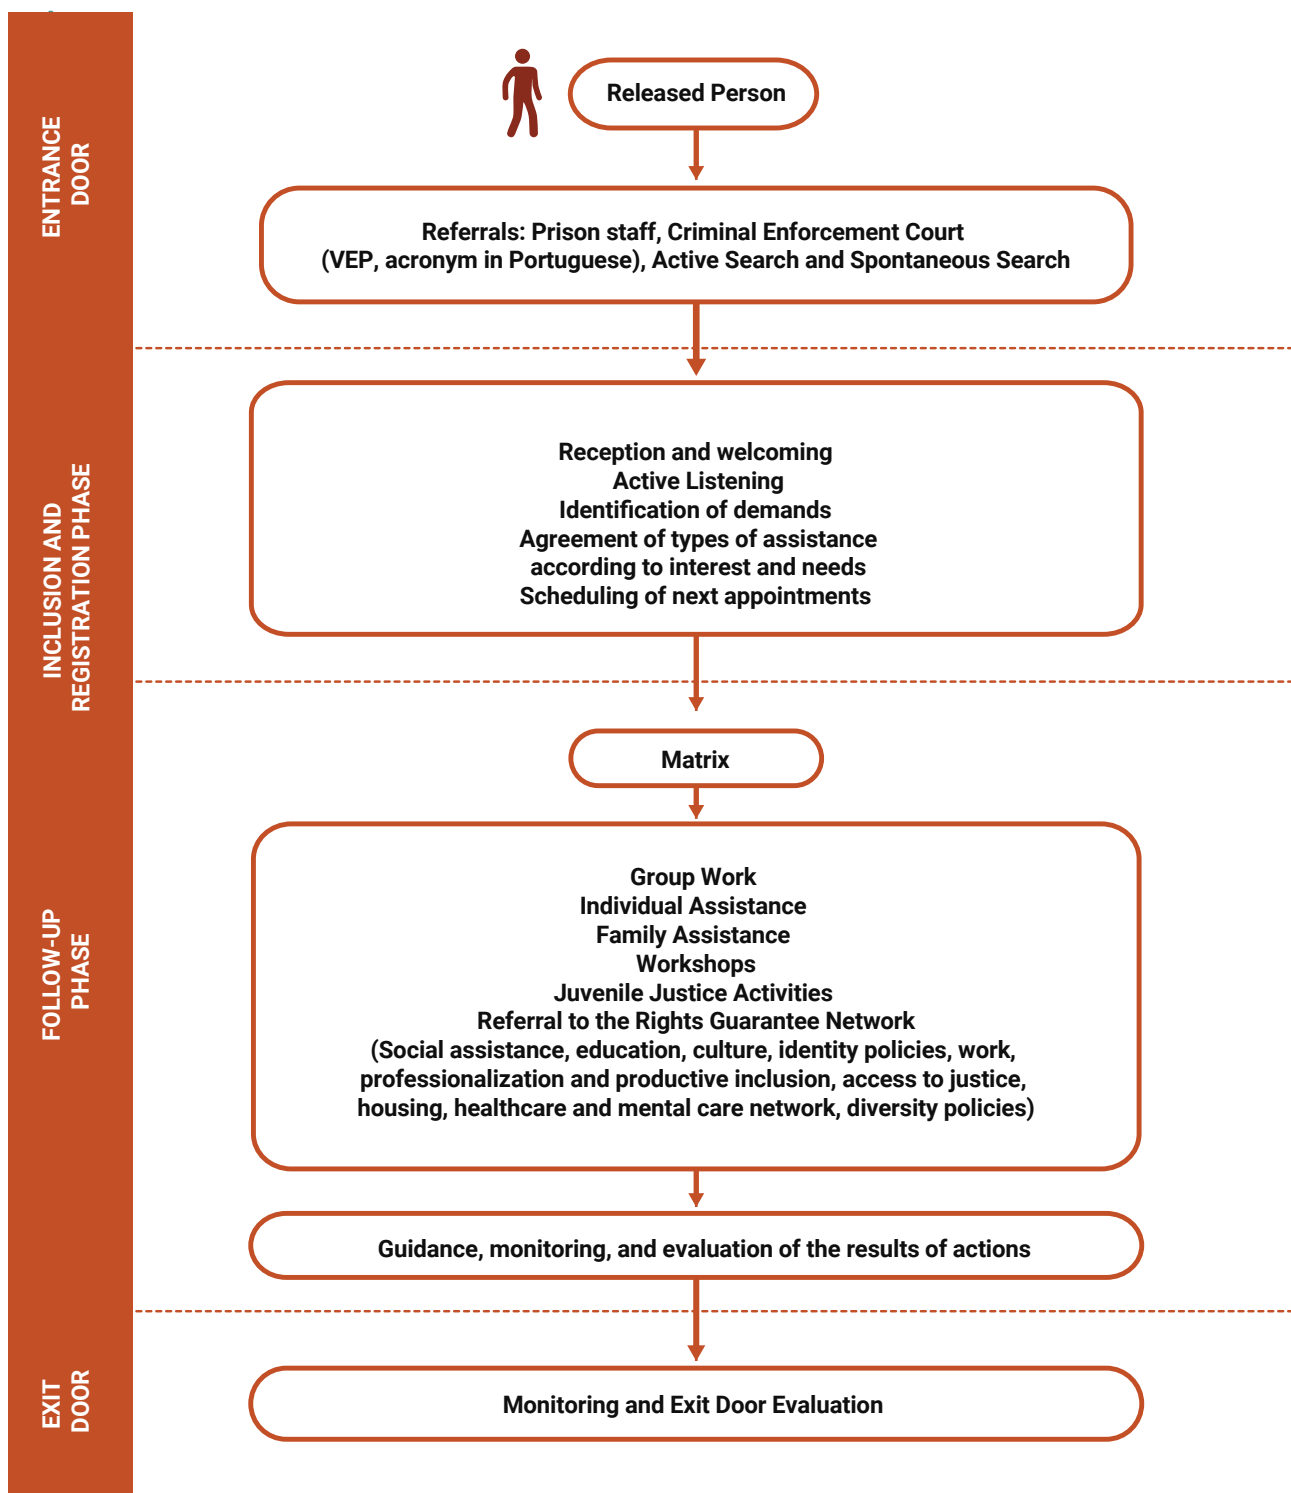 ENTRANCE
DOOR
Released Person
Referrals: Prison staff, Criminal Enforcement Court
(VEP, acronym in Portuguese), Active Search and Spontaneous Search
INCLUSION AND
REGISTRATION PHASE
Reception and welcoming
Active Listening
Identification of demands
Agreement of types of assistance
according to interest and needs
Scheduling of next appointments
FOLLOW-UP
PHASE
Matrix
Group Work
Individual Assistance
Family Assistance
Workshops
Juvenile Justice Activities
Referral to the Rights Guarantee Network
(Social assistance, education, culture, identity policies, work,
professionalization and productive inclusion, access to justice,
housing, healthcare and mental care network, diversity policies)
Guidance, monitoring, and evaluation of the results of actions
EXIT
DOOR
Monitoring and Exit Door Evaluation